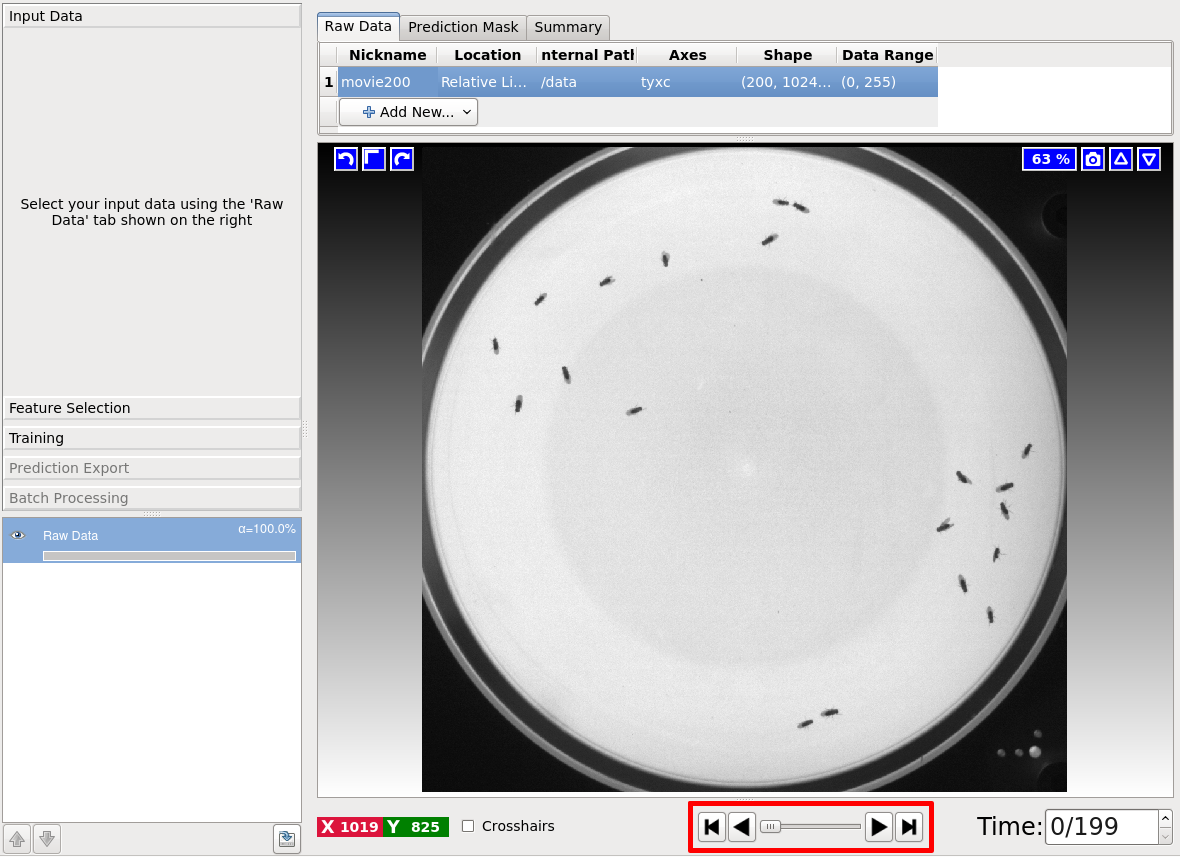 Input Data
Select your input data using the 'Raw
Data' tab shown on the right
Feature Selection
Training
Prediction Export
Batch Processing
Raw Data
α=100.0%
Raw Data Prediction Mask Summary
Nickname Location nternal Path Axes Shape Data Range
1 movie200 Relative Li... /data tyxc (200, 1024... (0, 255)
Add New...
63 %
X 1019 Y 825
Crosshairs
Time: 0/199